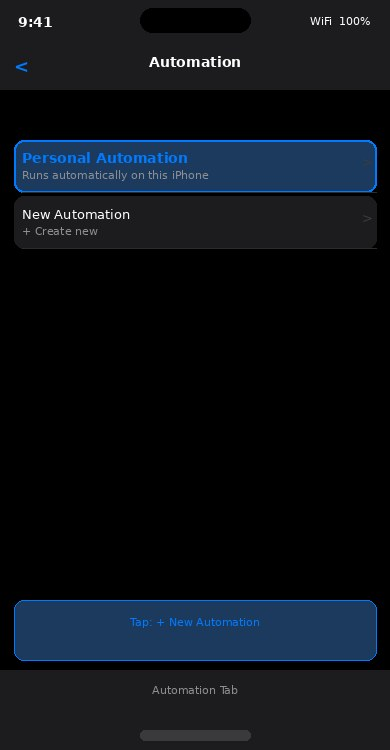 9:41
WiFi 100%
<
Automation
Personal Automation
>
Runs automatically on this iPhone
New Automation
>
+ Create new
Tap: + New Automation
Automation Tab